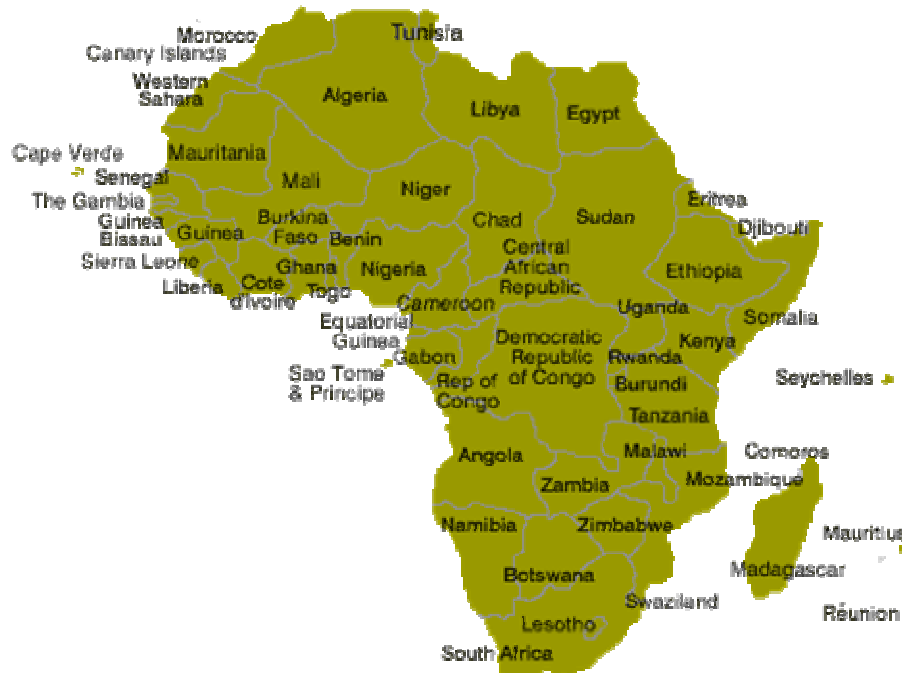 Morocco
Tunisia
Canary Islands
Western
Sahara
Algeria
Libya
Egypt
Cape Verde
Mauritania
Senegal
Mali
Niger
The Gambia
Eritrea
Guinea
Bissau
Guinea
Burkina
Faso
Benin
Chad
Sudan
Djibouti
Sierra Leone
Ghana
Nigeria
Central
African
Republic
Ethiopia
Liberia
Cote
d'Ivoire
Togo
Cameroon
Uganda
Somalia
Equatorial
Guinea
Gabon
Democratic
Republic
of Congo
Kenya
Rwanda
Sao Tome
& Principe
Rep of
Congo
Burundi
Seychelles
Tanzania
Angola
Malawi
Comoros
Zambia
Mozambique
Namibia
Zimbabwe
Mauritius
Botswana
Madagascar
Swaziland
Réunion
Lesotho
South Africa